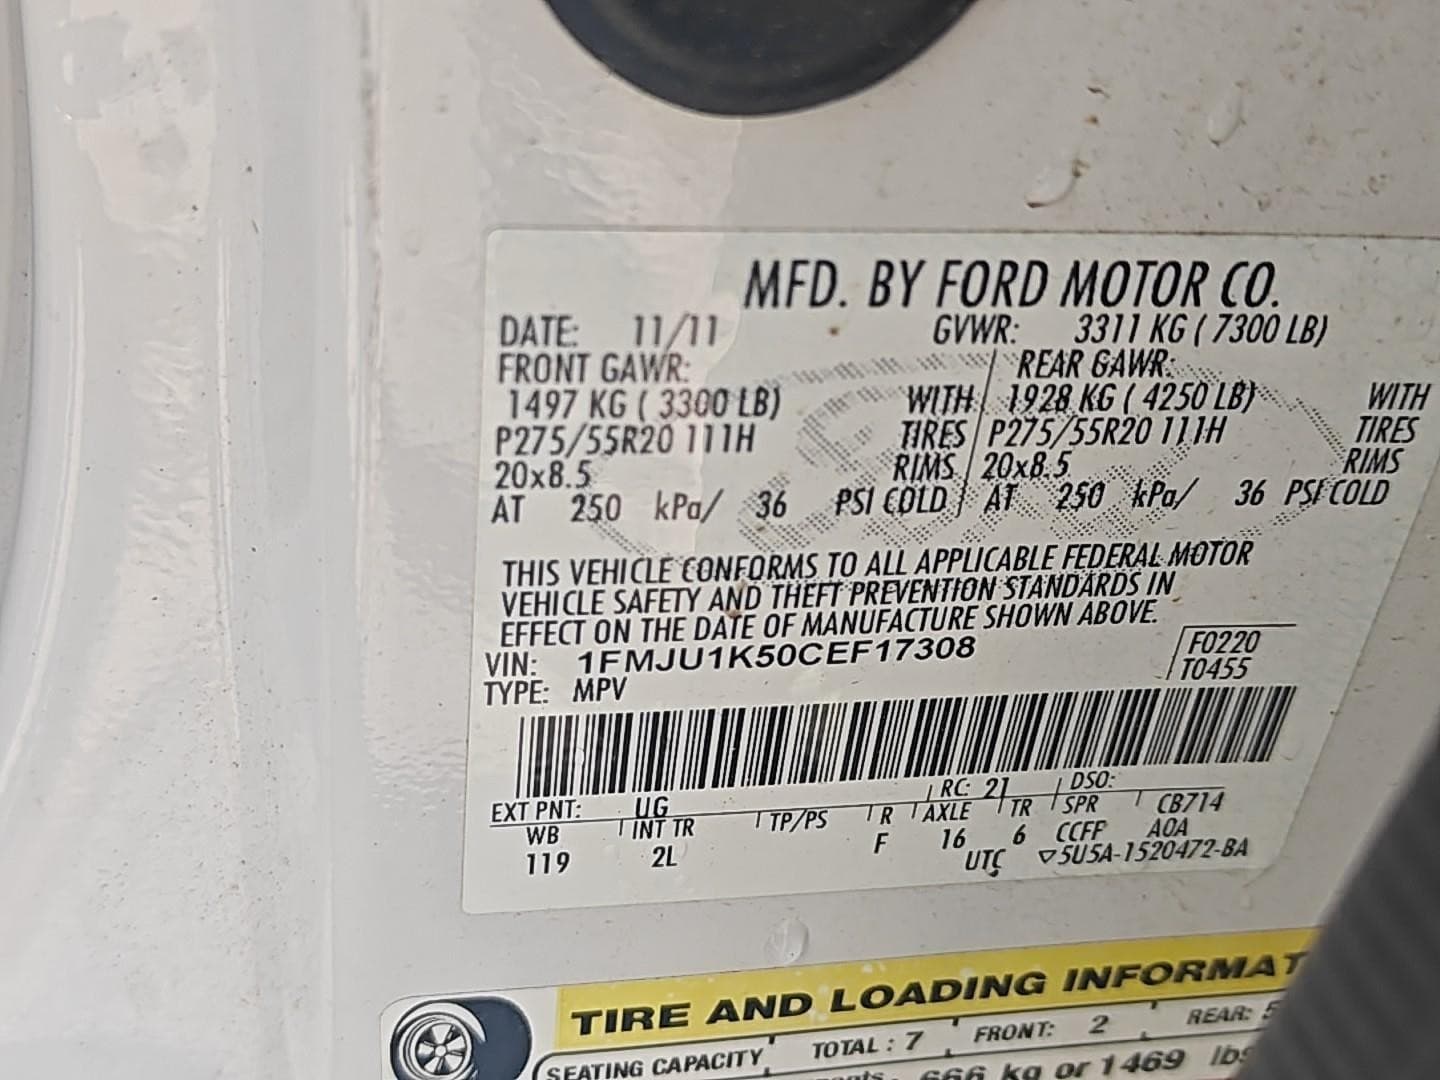 MFD. BY FORD MOTOR CO.
DATE: 11/11 GVWR: 3311 KG ( 7300 LB)
FRONT GAWR: REAR GAWR:
1497 KG ( 3300 LB) WITH 1928 KG ( 4250 LB) WITH
P275/55R20 111H TIRES P275/55R20 111H TIRES
20x8.5 RIMS 20x8.5 RIMS
AT 250 kPa/ 36 PSI COLD AT 250 kPa/ 36 PSI COLD
THIS VEHICLE CONFORMS TO ALL APPLICABLE FEDERAL MOTOR
VEHICLE SAFETY AND THEFT PREVENTION STANDARDS IN
EFFECT ON THE DATE OF MANUFACTURE SHOWN ABOVE.
VIN: 1FMJU1K50CEF17308 F0220
TYPE: MPV T0455
EXT PNT: UG RC: 21 DSO:
WB INT TR TP/PS R AXLE TR SPR CB714
119 2L F 16 6 CCFP AOA
UTC ▽5U5A-1520472-BA
TIRE AND LOADING INFORMAT
SEATING CAPACITY TOTAL : 7 FRONT: 2 REAR: 5
666 kg or 1469 lbs